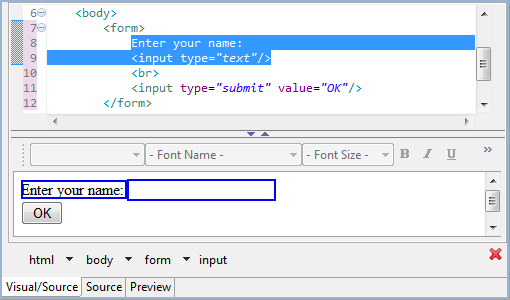 6 <body>
7 <form>
8 Enter your name:
9 <input type="text"/>
10 <br>
11 <input type="submit" value="OK"/>
12 </form>
- Font Name - - Font Size - B I U »
Enter your name:
OK
html body form input
Visual/Source Source Preview